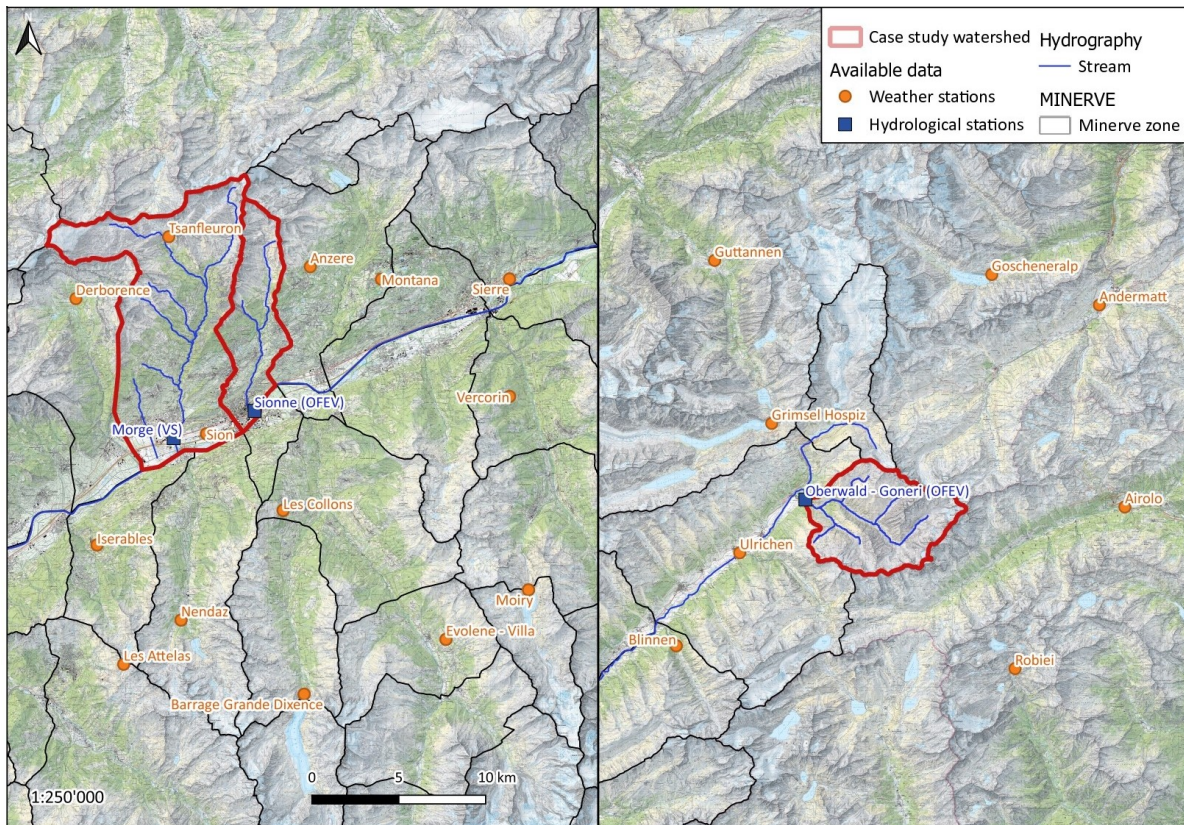 Case study watershed
Available data
Weather stations
Hydrological stations
Hydrography
Stream
MINERVE
Minerve zone
Tsanfleuron
Anzere
Derborence
Montana
Sierre
Vercorin
Sionne (OFEV)
Morge (VS)
Sion
Les Collons
Iserables
Nendaz
Moiry
Evolene - Villa
Les Attelas
Barrage Grande Dixence
0 5 10 km
1:250'000
Guttannen
Goscheneralp
Andermatt
Grimsel Hospiz
Oberwald - Goneri (OFEV)
Airolo
Ulrichen
Blinnen
Robiei